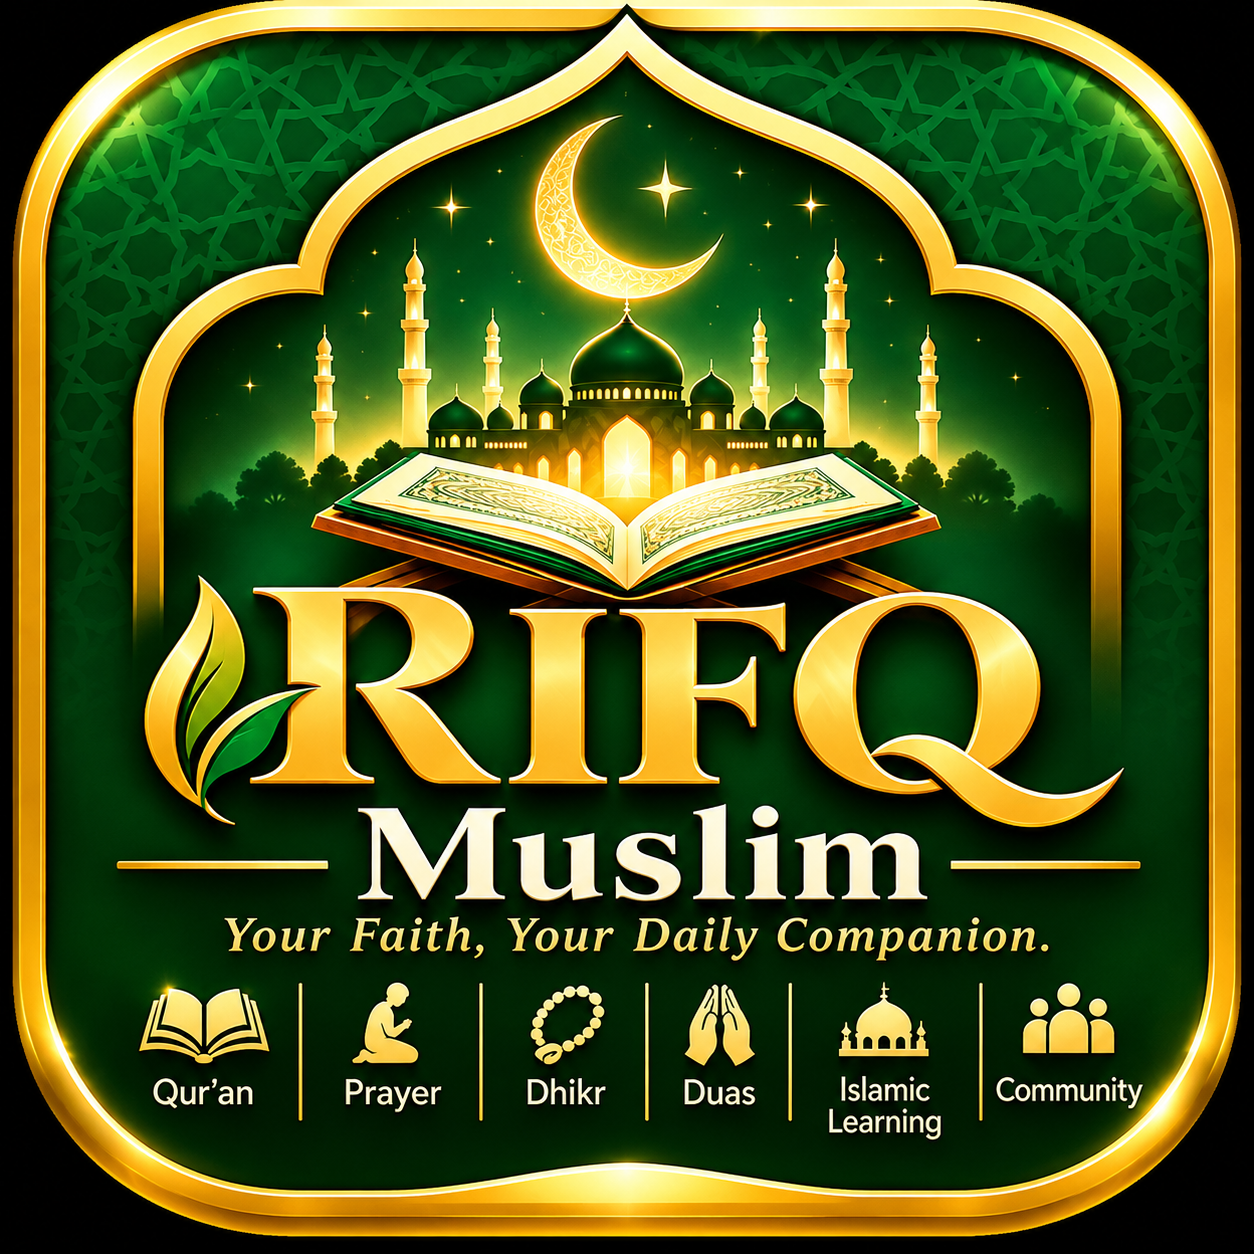 RIFQ
Muslim
Your Faith, Your Daily Companion.
Qur’an
Prayer
Dhikr
Duas
Islamic
Learning
Community